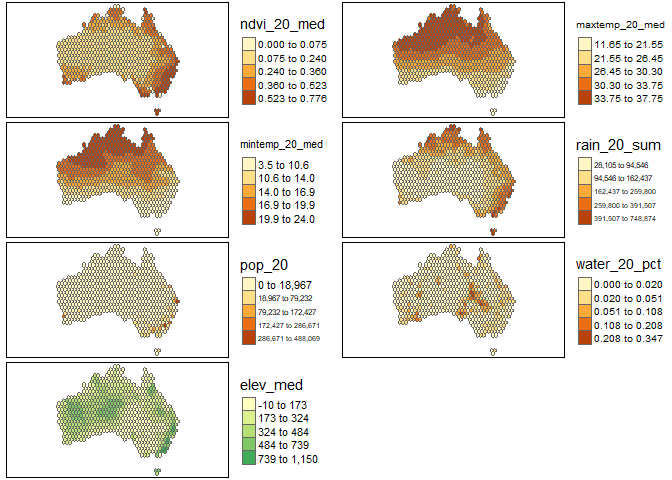 ndvi_20_med
0.000 to 0.075
0.075 to 0.240
0.240 to 0.360
0.360 to 0.523
0.523 to 0.776
maxtemp_20_med
11.65 to 21.55
21.55 to 26.45
26.45 to 30.30
30.30 to 33.75
33.75 to 37.75
mintemp_20_med
3.5 to 10.6
10.6 to 14.0
14.0 to 16.9
16.9 to 19.9
19.9 to 24.0
rain_20_sum
28,105 to 94,546
94,546 to 162,437
162,437 to 259,800
259,800 to 391,507
391,507 to 748,874
pop_20
0 to 18,967
18,967 to 79,232
79,232 to 172,427
172,427 to 286,671
286,671 to 488,069
water_20_pct
0.000 to 0.020
0.020 to 0.051
0.051 to 0.108
0.108 to 0.208
0.208 to 0.347
elev_med
-10 to 173
173 to 324
324 to 484
484 to 739
739 to 1,150